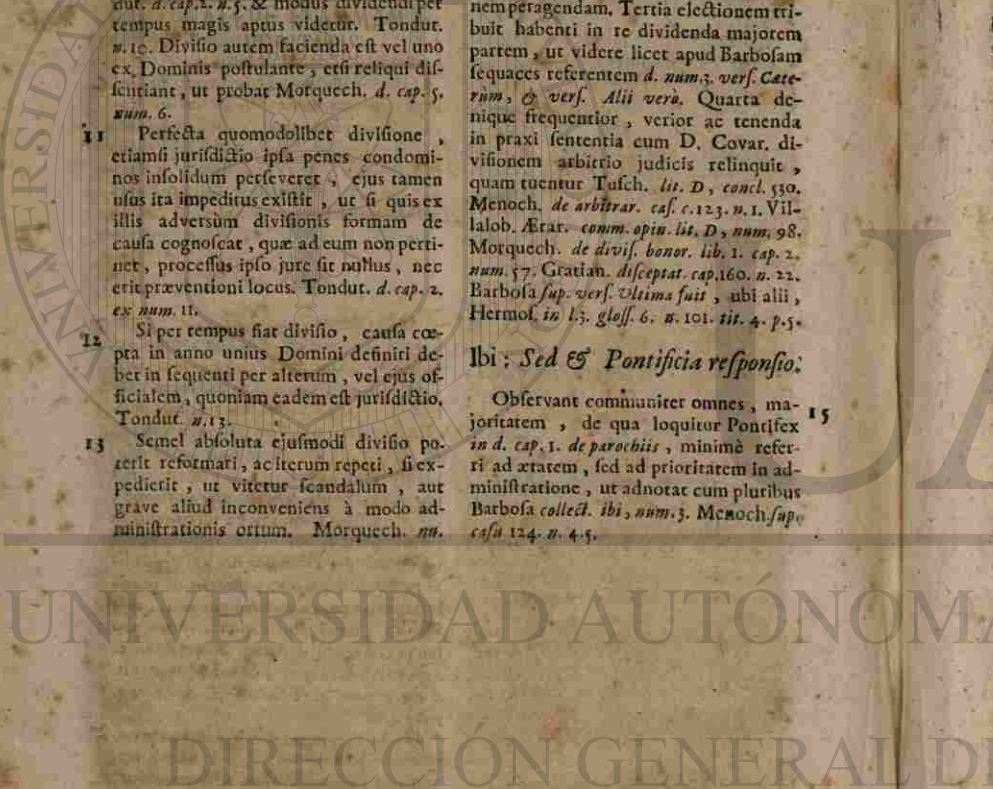 dut. d. cap. 2. n. 5. & modus dividendi per
tempus magis aptus videtur. Tondut.
n. 10. Divisio autem facienda est vel uno
ex Dominis postulante, etsi reliqui dis-
sentiant, ut probat Morquech. d. cap. 5.
num. 6.
11 Perfecta quomodolibet divisione,
etiamsi jurisdictio ipsa penes condomi-
nos insolidum perseveret, ejus tamen
usus ita impeditus existit, ut si quis ex
illis adversùm divisionis formam de
causa cognoscat, quæ ad eum non perti-
net, processus ipso jure sit nullus, nec
erit præventioni locus. Tondut. d. cap. 2.
ex num. 11.
12 Si per tempus fiat divisio, causa cœ-
pta in anno unius Domini definiri de-
bet in sequenti per alterum, vel ejus of-
ficialem, quoniam eadem est jurisdictio.
Tondut. n. 13.
13 Semel absoluta ejusmodi divisio po-
terit reformari, ac iterum repeti, si ex-
pedierit, ut vitetur scandalum, aut
grave aliud inconveniens à modo ad-
ministrationis ortum. Morquech. nu.
nem peragendam. Tertia electionem tri-
buit habenti in re dividenda majorem
partem, ut videre licet apud Barbosam
sequaces referentem d. num. 3. vers. Cæte-
rùm, & vers. Alii verò. Quarta de-
nique frequentior, verior ac tenenda
in praxi sententia cum D. Covar. di-
visionem arbitrio judicis relinquit,
quam tuentur Tusch. lit. D, concl. 530.
Menoch. de arbitrar. cas. c. 123. n. 1. Vil-
lalob. Ærar. comm. opin. lit. D, num. 98.
Morquech. de divis. bonor. lib. 1. cap. 2.
num. 57. Gratian. disceptat. cap. 160. n. 22.
Barbosa sup. vers. Ultima fuit, ubi alii,
Hermos. in l. 3. gloss. 6. n. 101. tit. 4. p. 5.
Ibi: Sed & Pontificia responsio.
Observant communiter omnes, ma- 15
joritatem, de qua loquitur Pontifex
in d. cap. 1. de parochiis, minimè refer-
ri ad ætatem, sed ad prioritatem in ad-
ministratione, ut adnotat cum pluribus
Barbosa collect. ibi, num. 3. Menoch. sup.
casu 124. n. 4. 5.
UNIVERSIDAD AUTÓNOMA
DIRECCIÓN GENERAL DE